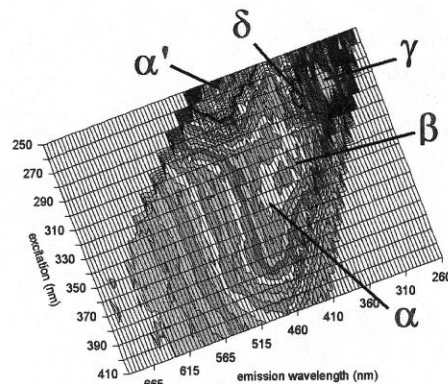 δ
γ
α'
β
α
250
270
290
310
330
350
370
390
410
excitation (nm)
665
615
565
515
460
410
360
310
260
emission wavelength (nm)